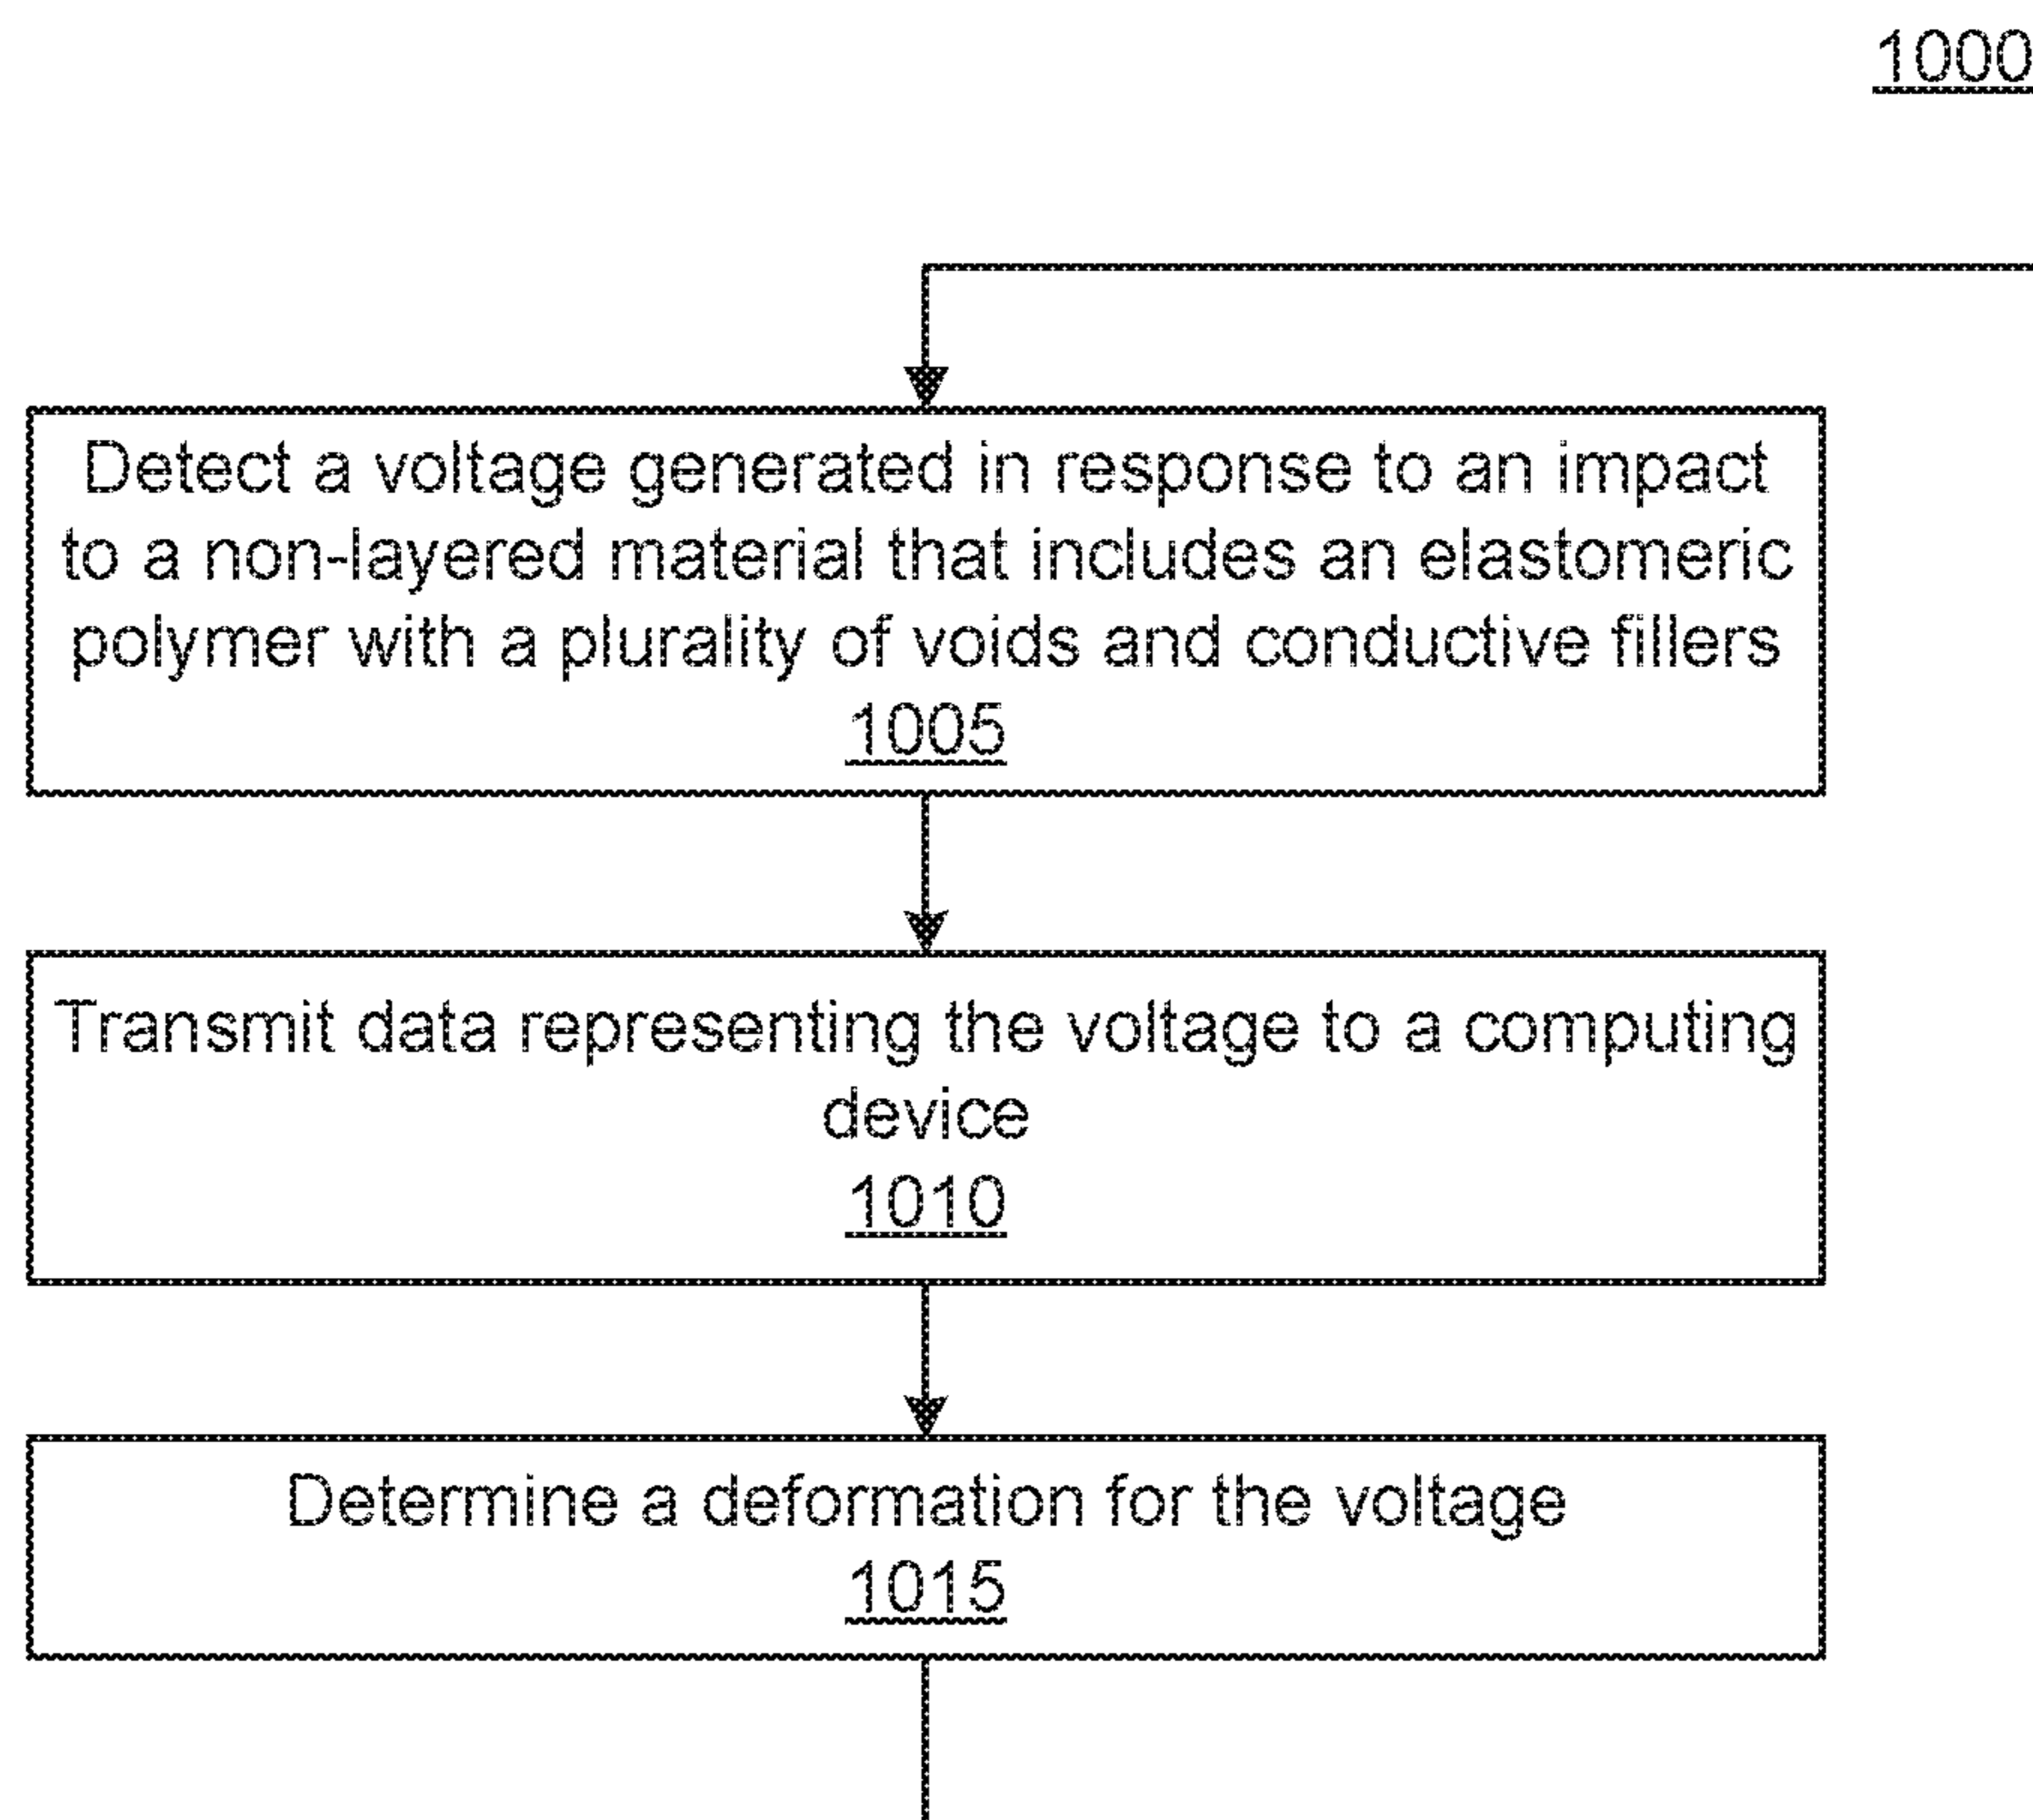 1000
Detect a voltage generated in response to an impact
to a non-layered material that includes an elastomeric
polymer with a plurality of voids and conductive fillers
1005
Transmit data representing the voltage to a computing
device
1010
Determine a deformation for the voltage
1015